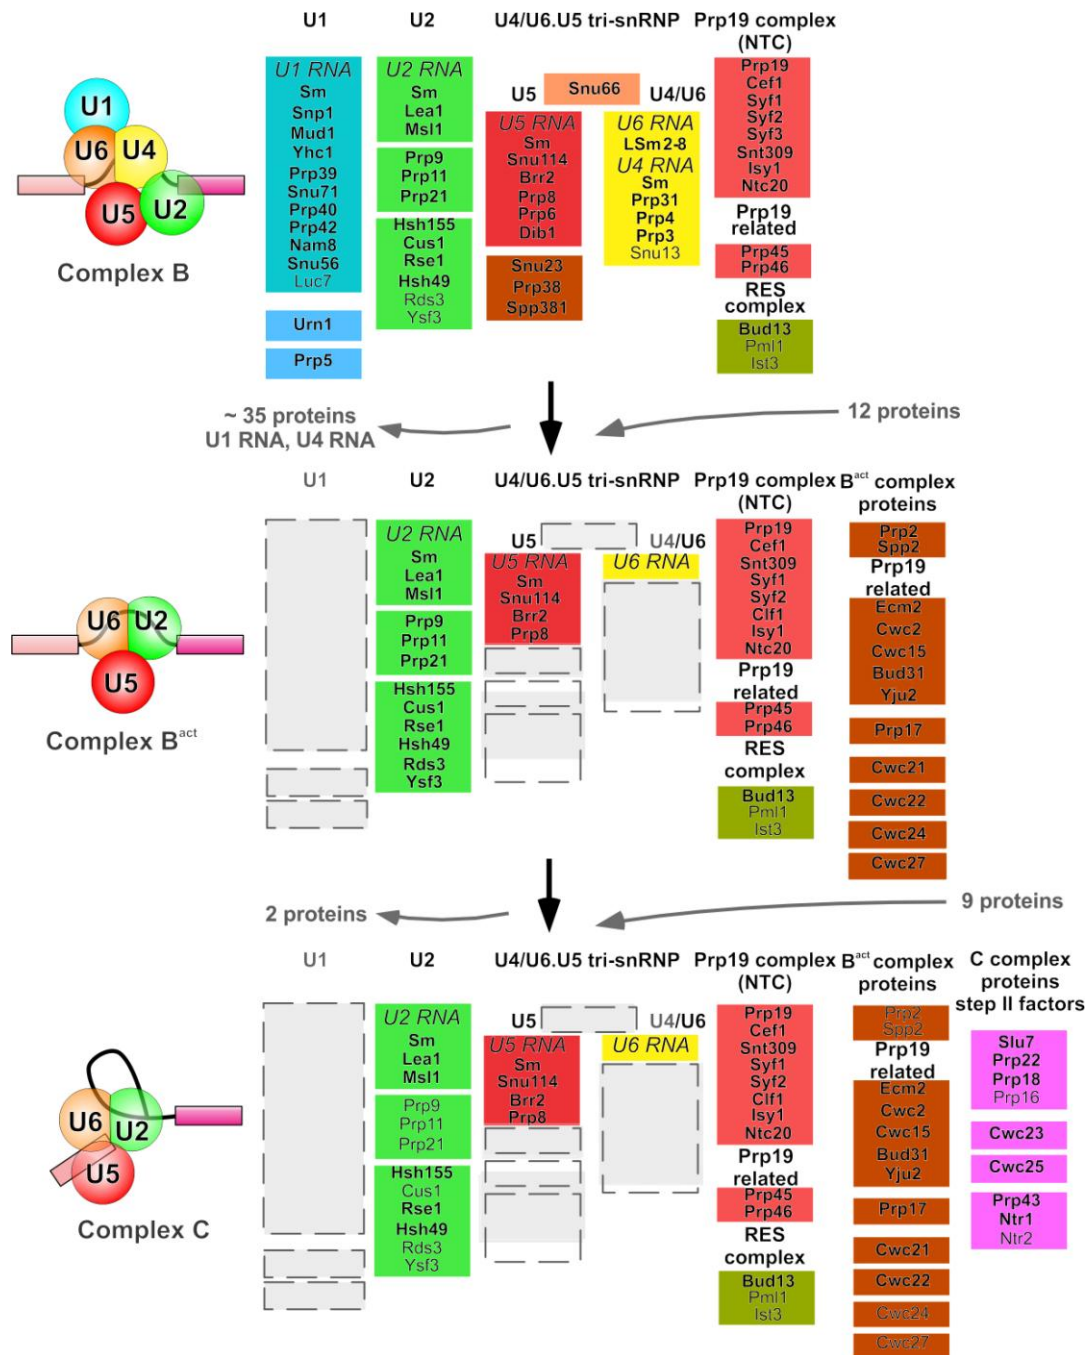 U1
U2
U4/U6.U5 tri-snRNP
Prp19 complex
(NTC)
U1
U6
U4
U5
U2
Complex B
U1 RNA
Sm
Snp1
Mud1
Yhc1
Prp39
Snu71
Prp40
Prp42
Nam8
Snu56
Luc7
Urn1
Prp5
U2 RNA
Sm
Lea1
Msl1
Prp9
Prp11
Prp21
Hsh155
Cus1
Rse1
Hsh49
Rds3
Ysf3
U5
Snu66
U4/U6
U5 RNA
Sm
Snu114
Brr2
Prp8
Prp6
Dib1
Snu23
Prp38
Spp381
U6 RNA
LSm2-8
U4 RNA
Sm
Prp31
Prp4
Prp3
Snu13
Prp19
Cef1
Syf1
Syf2
Syf3
Snt309
Isy1
Ntc20
Prp19
related
Prp45
Prp46
RES
complex
Bud13
Pml1
Ist3
~ 35 proteins
U1 RNA, U4 RNA
12 proteins
U1
U2
U4/U6.U5 tri-snRNP
Prp19 complex
(NTC)
Bact complex
proteins
U6
U2
U5
Complex Bact
U2 RNA
Sm
Lea1
Msl1
Prp9
Prp11
Prp21
Hsh155
Cus1
Rse1
Hsh49
Rds3
Ysf3
U5
U4/U6
U5 RNA
Sm
Snu114
Brr2
Prp8
U6 RNA
Prp19
Cef1
Snt309
Syf1
Syf2
Clf1
Isy1
Ntc20
Prp19
related
Prp45
Prp46
RES
complex
Bud13
Pml1
Ist3
Prp2
Spp2
Prp19
related
Ecm2
Cwc2
Cwc15
Bud31
Yju2
Prp17
Cwc21
Cwc22
Cwc24
Cwc27
2 proteins
9 proteins
U1
U2
U4/U6.U5 tri-snRNP
Prp19 complex
(NTC)
Bact complex
proteins
C complex
proteins
step II factors
U6
U2
U5
Complex C
U2 RNA
Sm
Lea1
Msl1
Prp9
Prp11
Prp21
Hsh155
Cus1
Rse1
Hsh49
Rds3
Ysf3
U5
U4/U6
U5 RNA
Sm
Snu114
Brr2
Prp8
U6 RNA
Prp19
Cef1
Snt309
Syf1
Syf2
Clf1
Isy1
Ntc20
Prp19
related
Prp45
Prp46
RES
complex
Bud13
Pml1
Ist3
Prp2
Spp2
Prp19
related
Ecm2
Cwc2
Cwc15
Bud31
Yju2
Prp17
Cwc21
Cwc22
Cwc24
Cwc27
Slu7
Prp22
Prp18
Prp16
Cwc23
Cwc25
Prp43
Ntr1
Ntr2